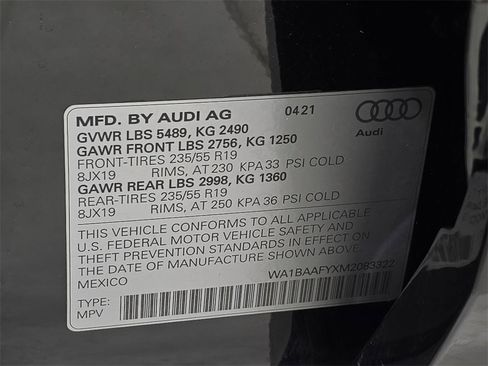 MFD. BY AUDI AG 04 21
GVWR LBS 5489, KG 2490
GAWR FRONT LBS 2756, KG 1250
FRONT-TIRES 235/55 R19
8JX19 RIMS, AT 230 KPA 33 PSI COLD
GAWR REAR LBS 2998, KG 1360
REAR-TIRES 235/55 R19
8JX19 RIMS, AT 250 KPA 36 PSI COLD
Audi
THIS VEHICLE CONFORMS TO ALL APPLICABLE
U.S. FEDERAL MOTOR VEHICLE SAFETY AND
THEFT PREVENTION STANDARDS IN EFFECT ON
THE DATE OF MANUFACTURE SHOWN ABOVE.
MEXICO WA1BAAFYXM2083322
TYPE:
MPV